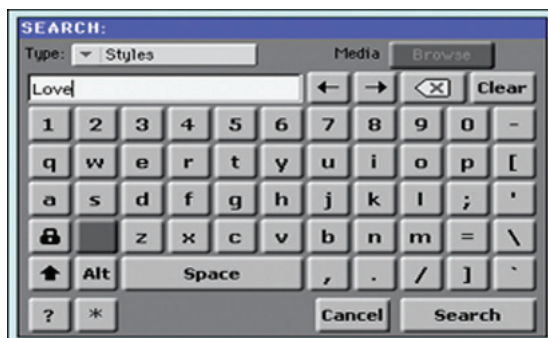 SEARCH:
Type: Styles Media Browse
Love Clear
1 2 3 4 5 6 7 8 9 0 -
q w e r t y u i o p [
a s d f g h j k l ; '
z x c v b n m = \
Alt Space , . / ] `
? * Cancel Search